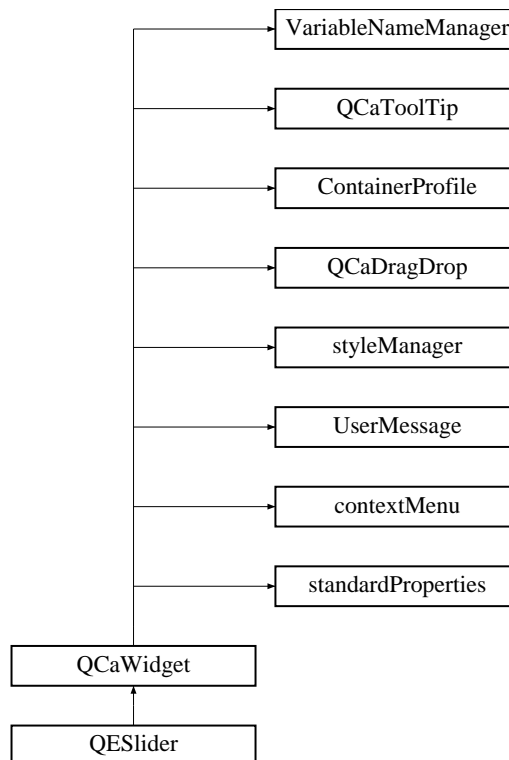 VariableNameManager
QCaToolTip
ContainerProfile
QCaDragDrop
styleManager
UserMessage
contextMenu
standardProperties
QCaWidget
QESlider